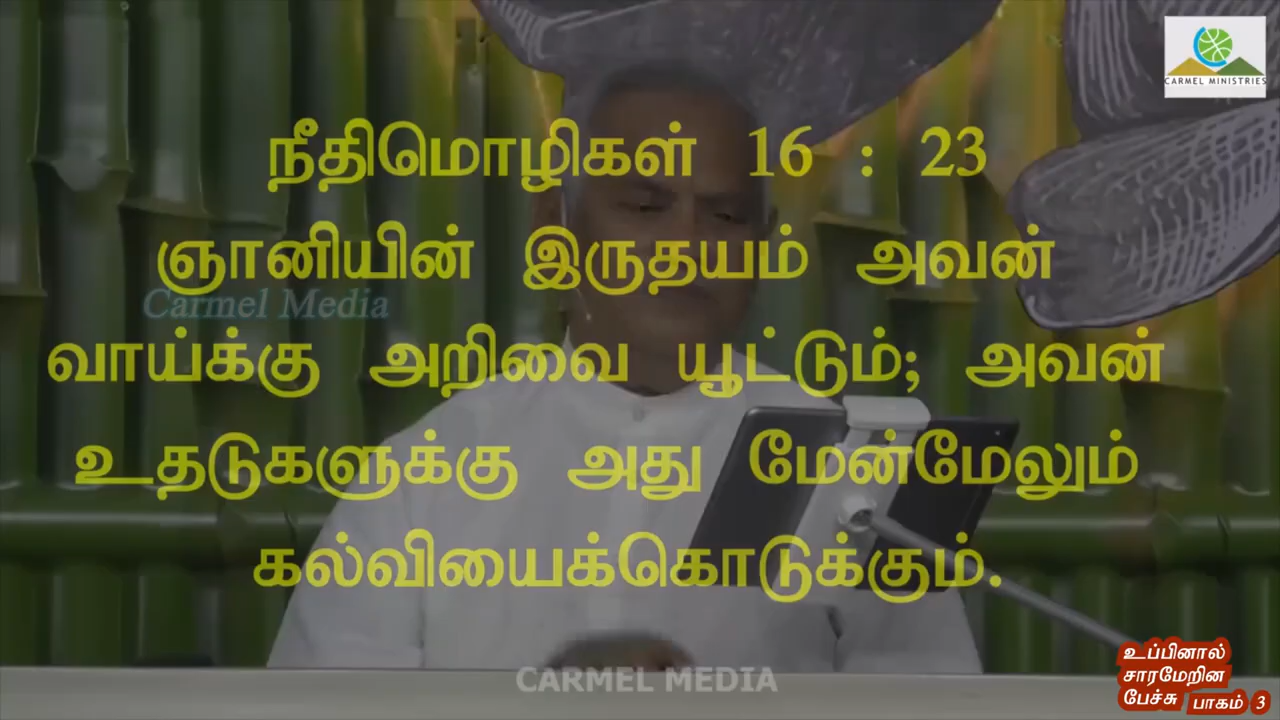 CARMEL MINISTRIES
நீதிமொழிகள் 16 : 23
ஞானியின் இருதயம் அவன்
Carmel Media
வாய்க்கு அறிவை யூட்டும்; அவன்
உதடுகளுக்கு அது மேன்மேலும்
கல்வியைக்கொடுக்கும்.
CARMEL MEDIA
உப்பினால்
சாரமேறின
பேச்சு பாகம் 3